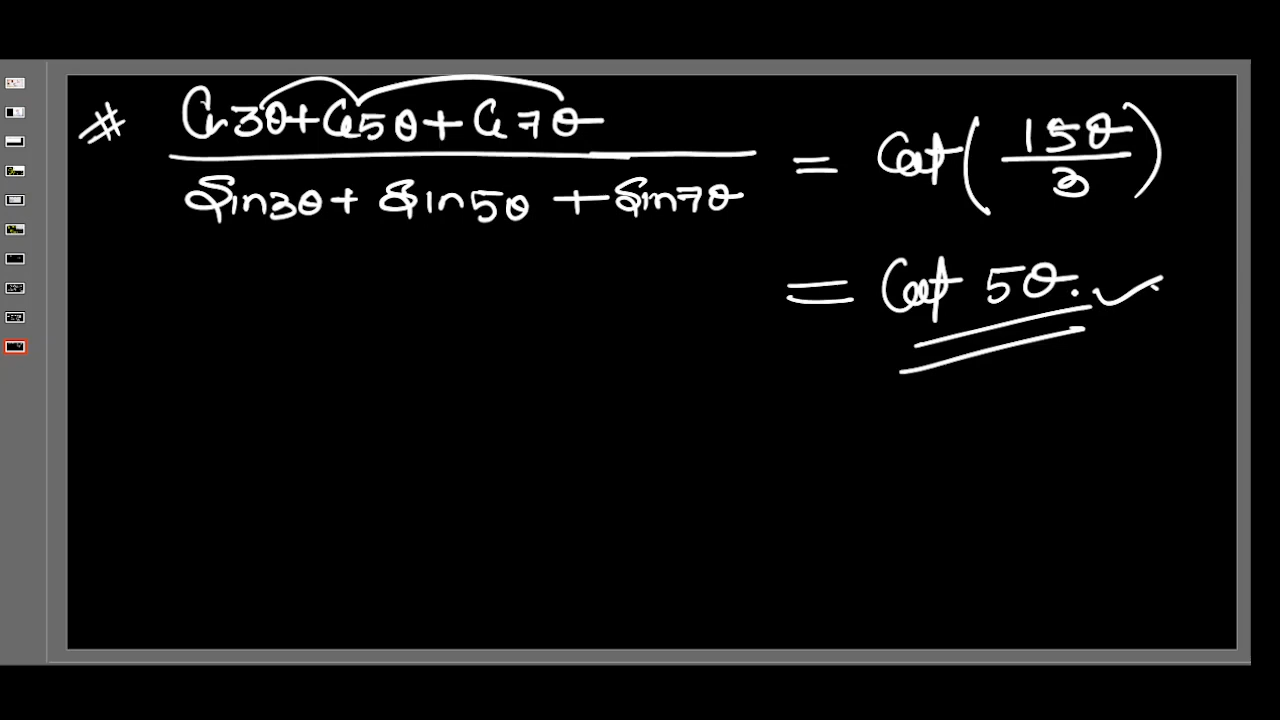 # Cos3θ+Cos5θ+Cos7θ / Sin3θ+Sin5θ+Sin7θ = Cot(15θ/3)
= Cot 5θ.